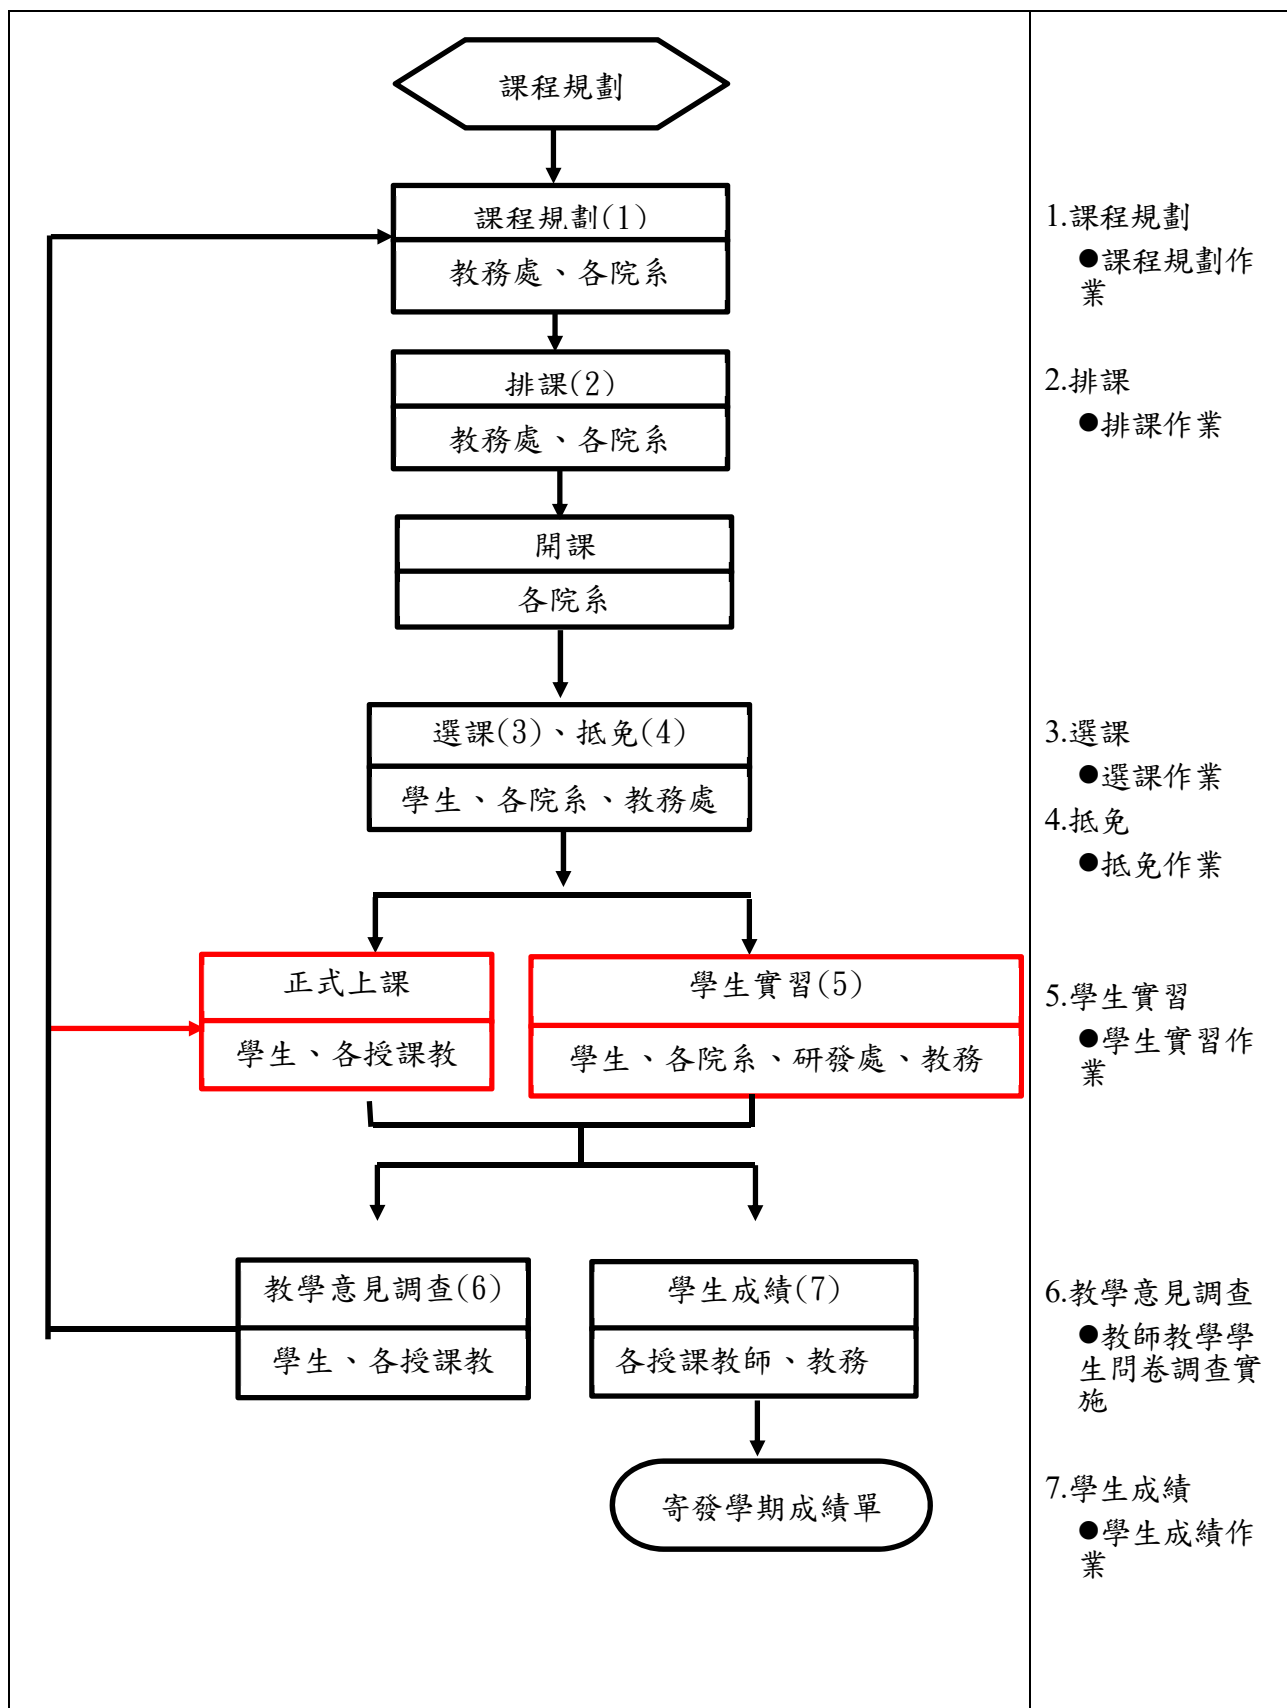 課程規劃
課程規劃(1)
教務處、各院系
排課(2)
教務處、各院系
開課
各院系
選課(3)、抵免(4)
學生、各院系、教務處
正式上課
學生、各授課教
學生實習(5)
學生、各院系、研發處、教務
教學意見調查(6)
學生、各授課教
學生成績(7)
各授課教師、教務
寄發學期成績單
1.課程規劃
●課程規劃作
業
2.排課
●排課作業
3.選課
●選課作業
4.抵免
●抵免作業
5.學生實習
●學生實習作
業
6.教學意見調查
●教師教學學
生問卷調查實
施
7.學生成績
●學生成績作
業